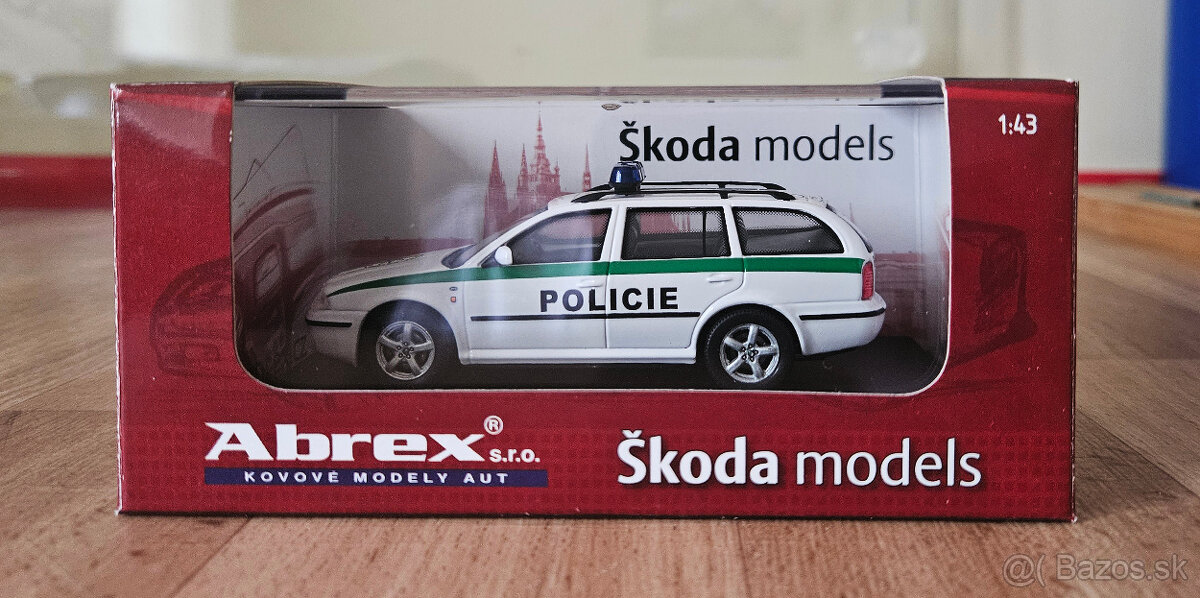 1:43
Škoda models
POLICIE
Abrex®
s.r.o.
KOVOVÉ MODELY AUT
Škoda models
@( Bazos.sk